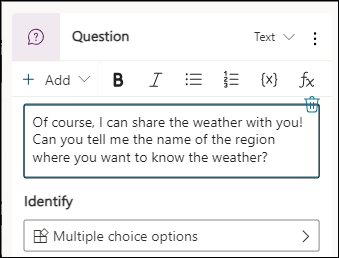 Question Text
+ Add B I {x} fx
Of course, I can share the weather with you!
Can you tell me the name of the region
where you want to know the weather?
Identify
Multiple choice options